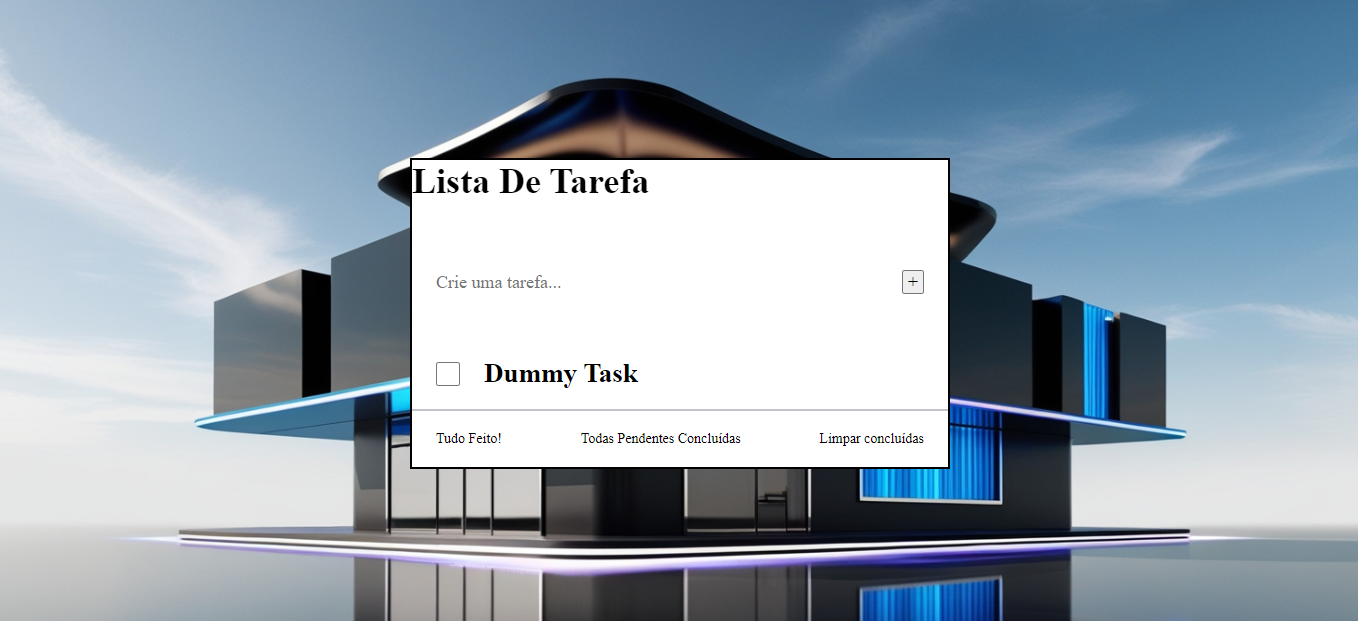 Lista De Tarefa
Crie uma tarefa... +
Dummy Task
Tudo Feito! Todas Pendentes Concluídas Limpar concluídas